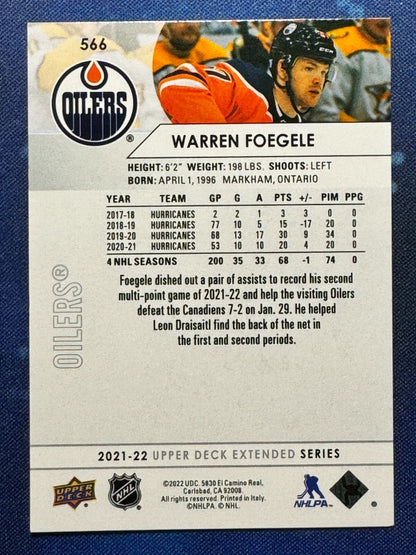 566
OILERS ®
WARREN FOEGELE
HEIGHT: 6'2" WEIGHT: 198 LBS. SHOOTS: LEFT
BORN: APRIL 1, 1996 MARKHAM, ONTARIO
YEAR TEAM GP G A PTS +/- PIM PPG
2017-18 HURRICANES 2 2 1 3 3 0 0
2018-19 HURRICANES 77 10 5 15 -17 20 0
2019-20 HURRICANES 68 13 17 30 9 34 0
2020-21 HURRICANES 53 10 10 20 4 20 0
4 NHL SEASONS 200 35 33 68 -1 74 0
OILERS®
Foegele dished out a pair of assists to record his second
multi-point game of 2021-22 and help the visiting Oilers
defeat the Canadiens 7-2 on Jan. 29. He helped
Leon Draisaitl find the back of the net in
the first and second periods.
2021-22 UPPER DECK EXTENDED SERIES
UPPER DECK
NHL
©2022 UDC. 5830 El Camino Real,
Carlsbad, CA 92008.
All rights reserved. Printed in Italy.
©NHLPA. © NHL.
NHLPA
®